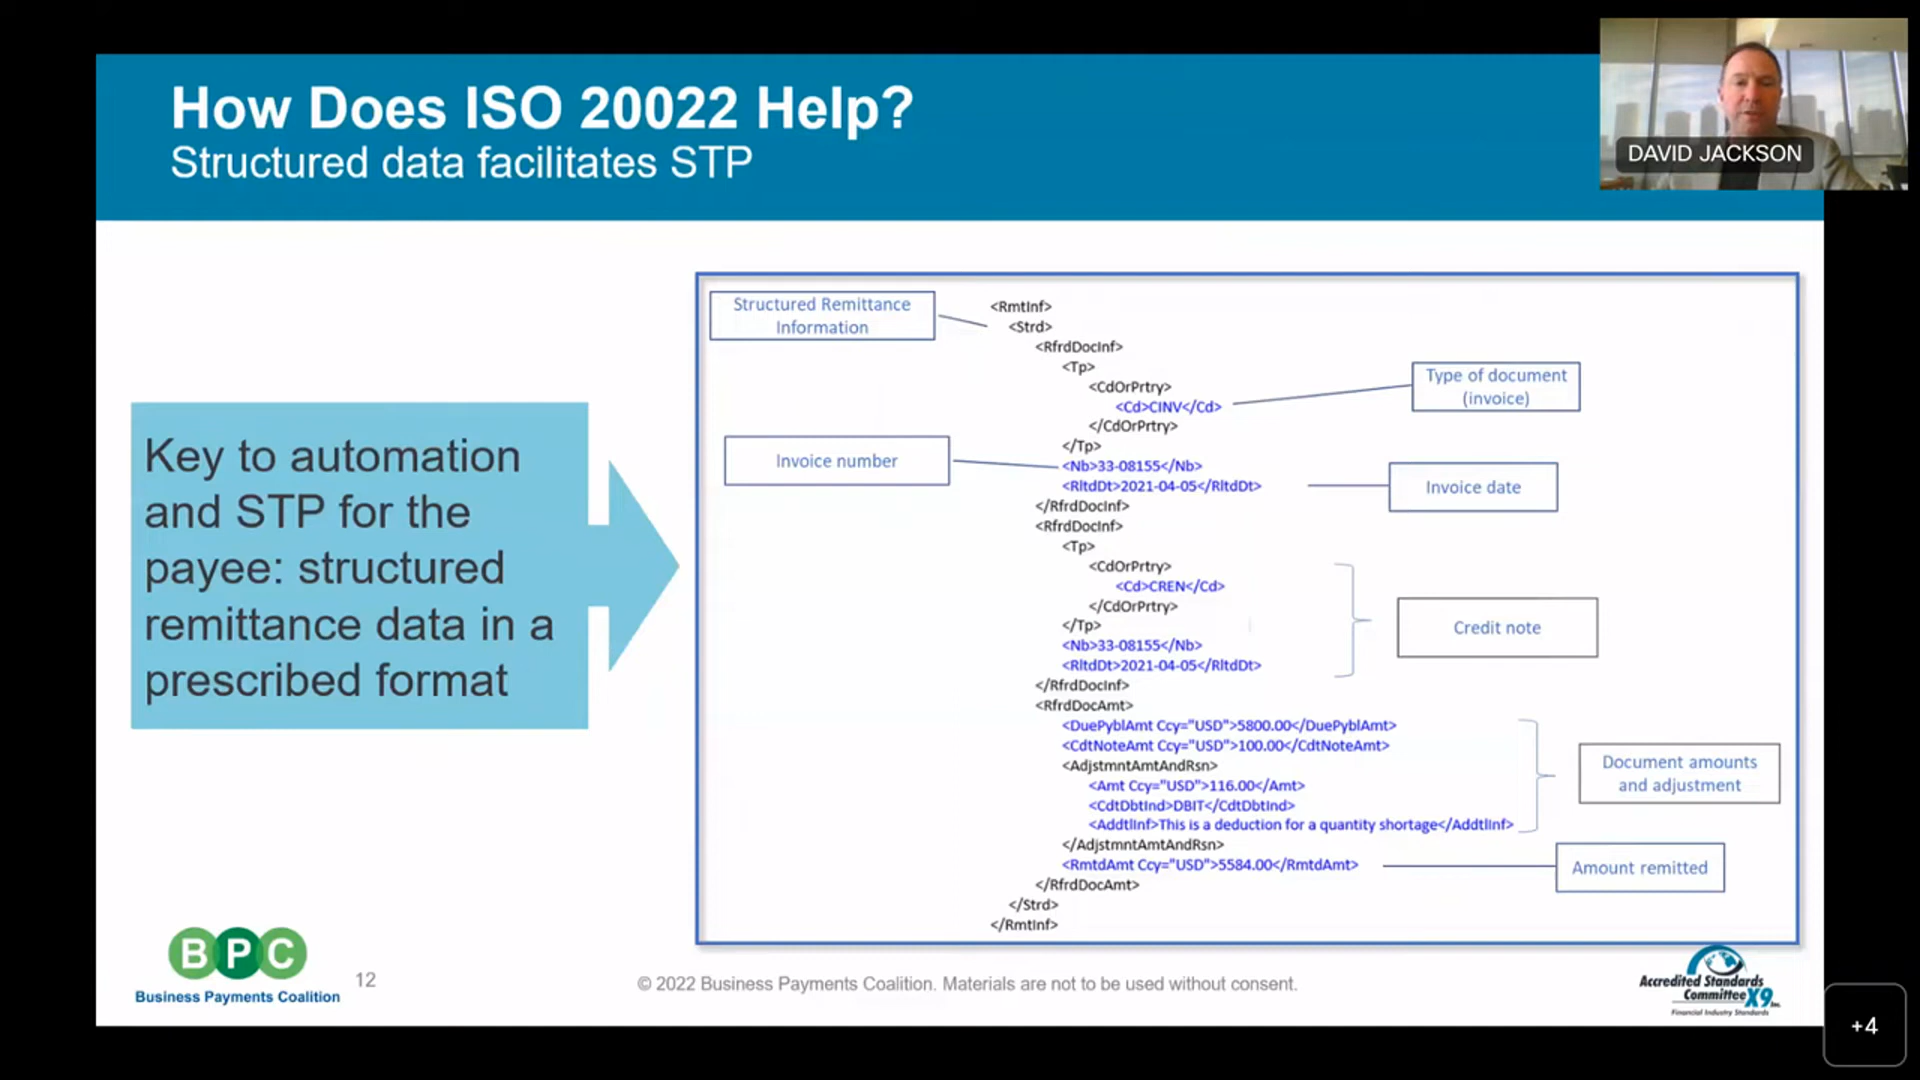 How Does ISO 20022 Help?
Structured data facilitates STP
DAVID JACKSON
Key to automation
and STP for the
payee: structured
remittance data in a
prescribed format
Structured Remittance
Information
Invoice number
<RmtInf>
<Strd>
<RfrdDocInf>
<Tp>
<CdOrPrtry>
<Cd>CINV</Cd>
</CdOrPrtry>
</Tp>
<Nb>33-08155</Nb>
<RltdDt>2021-04-05</RltdDt>
</RfrdDocInf>
<RfrdDocInf>
<Tp>
<CdOrPrtry>
<Cd>CREN</Cd>
</CdOrPrtry>
</Tp>
<Nb>33-08155</Nb>
<RltdDt>2021-04-05</RltdDt>
</RfrdDocInf>
<RfrdDocAmt>
<DuePyblAmt Ccy="USD">5800.00</DuePyblAmt>
<CdtNoteAmt Ccy="USD">100.00</CdtNoteAmt>
<AdjstmntAmtAndRsn>
<Amt Ccy="USD">116.00</Amt>
<CdtDbtInd>DBIT</CdtDbtInd>
<AddtlInf>This is a deduction for a quantity shortage</AddtlInf>
</AdjstmntAmtAndRsn>
<RmtdAmt Ccy="USD">5584.00</RmtdAmt>
</RfrdDocAmt>
</Strd>
</RmtInf>
Type of document
(invoice)
Invoice date
Credit note
Document amounts
and adjustment
Amount remitted
BPC
Business Payments Coalition
12
© 2022 Business Payments Coalition. Materials are not to be used without consent.
Accredited Standards
Committee X9 Inc.
Financial Industry Standards
+4